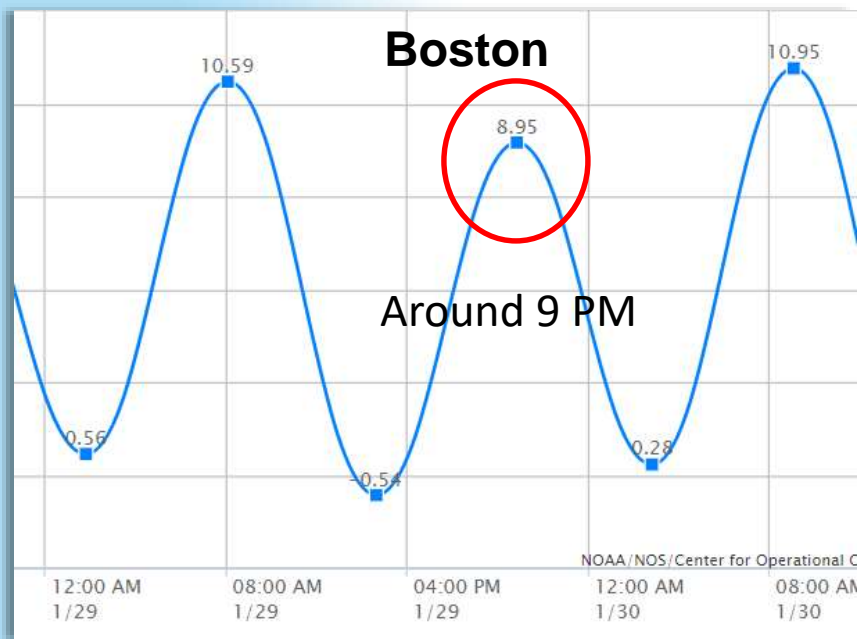 Boston
10.59
8.95
10.95
Around 9 PM
0.56
-0.54
0.28
NOAA/NOS/Center for Operational
12:00 AM 08:00 AM 04:00 PM 12:00 AM 08:00 AM
1/29 1/29 1/29 1/30 1/30